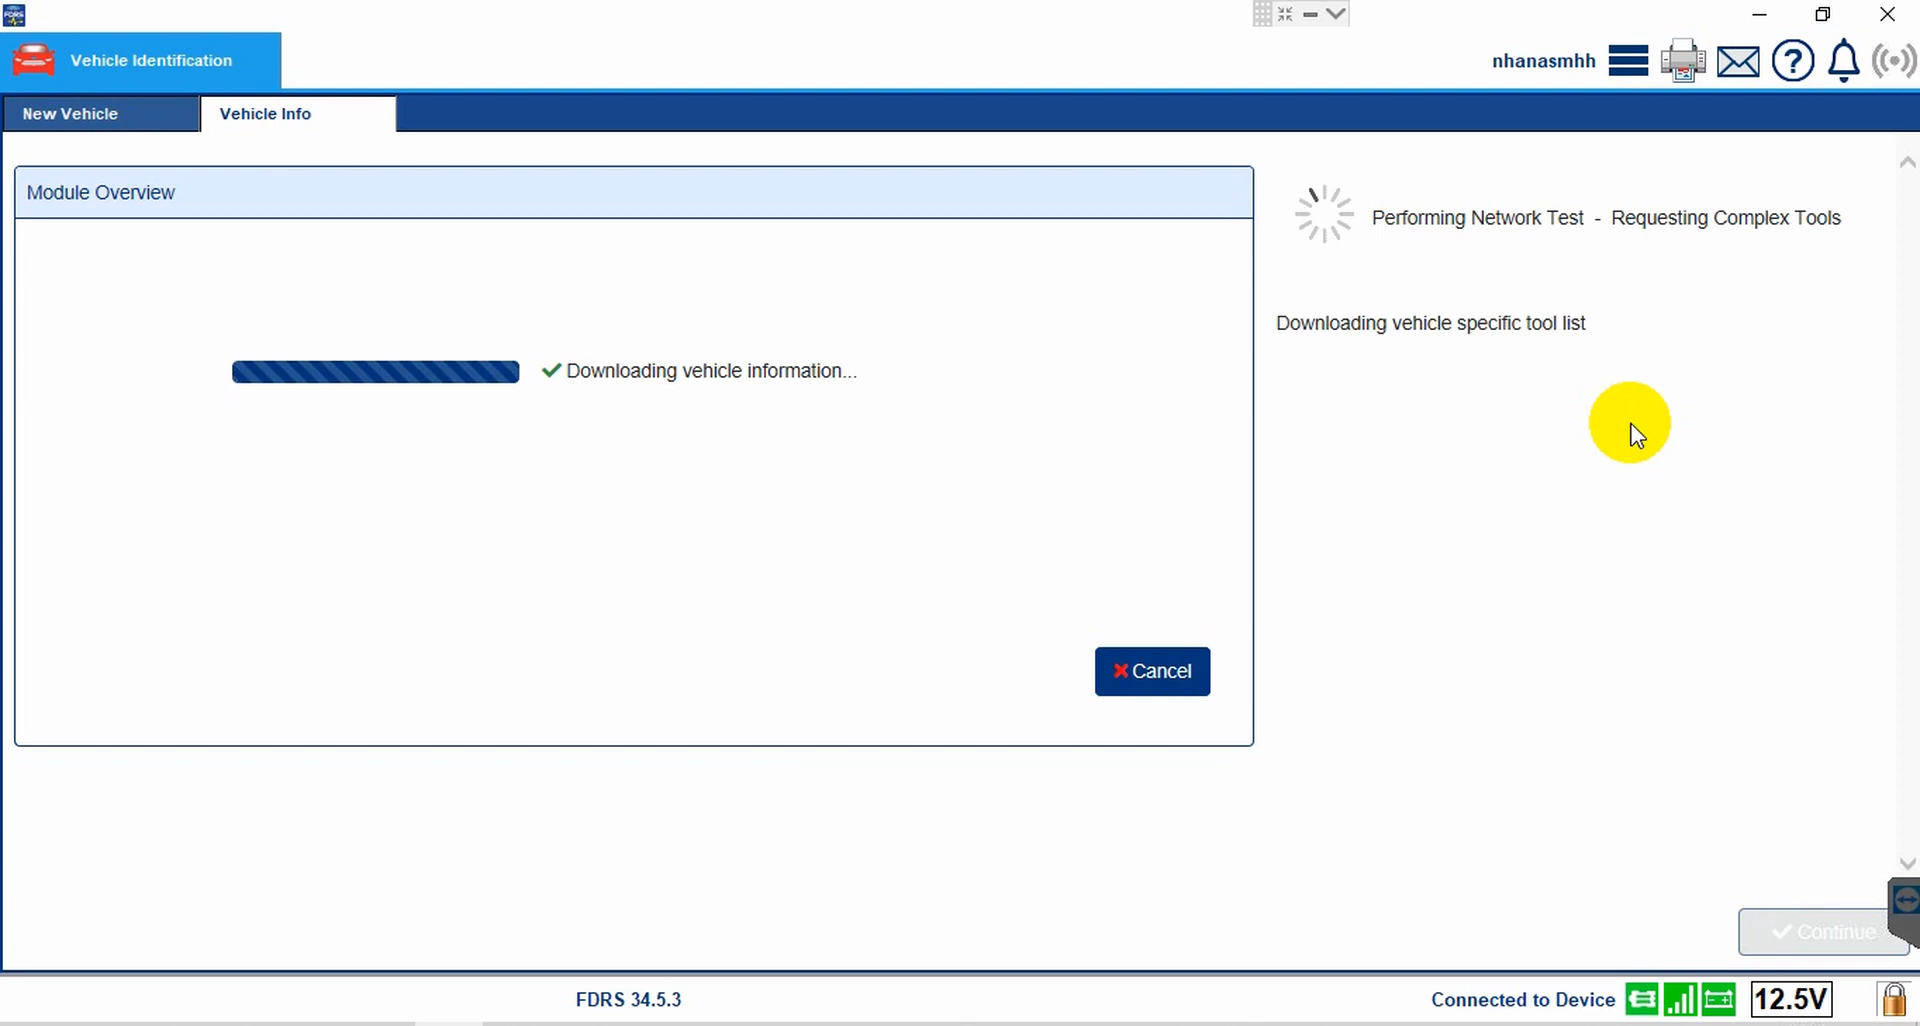 FDRS
Vehicle Identification
nhanasmhh
New Vehicle
Vehicle Info
Module Overview
Performing Network Test - Requesting Complex Tools
Downloading vehicle specific tool list
Downloading vehicle information...
Cancel
Continue
FDRS 34.5.3
Connected to Device
12.5V